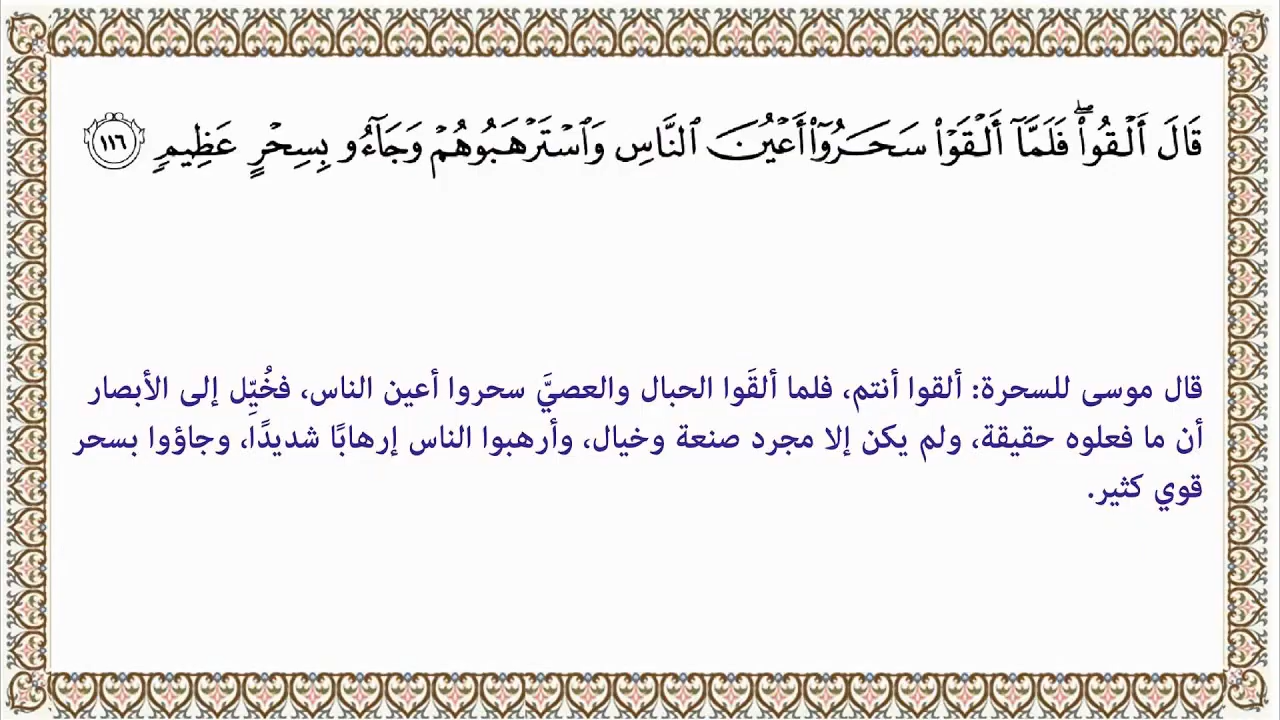 قَالَ أَلۡقُواْۖ فَلَمَّآ أَلۡقَوۡاْ سَحَرُوٓاْ أَعۡيُنَ ٱلنَّاسِ وَٱسۡتَرۡهَبُوهُمۡ وَجَآءُو بِسِحۡرٍ عَظِيمٖ ١١٦
قال موسى للسحرة: ألقوا أنتم، فلما ألقَوا الحبال والعصيَّ سحروا أعين الناس، فخُيِّل إلى الأبصار
أن ما فعلوه حقيقة، ولم يكن إلا مجرد صنعة وخيال، وأرهبوا الناس إرهابًا شديدًا، وجاؤوا بسحر
قوي كثير.